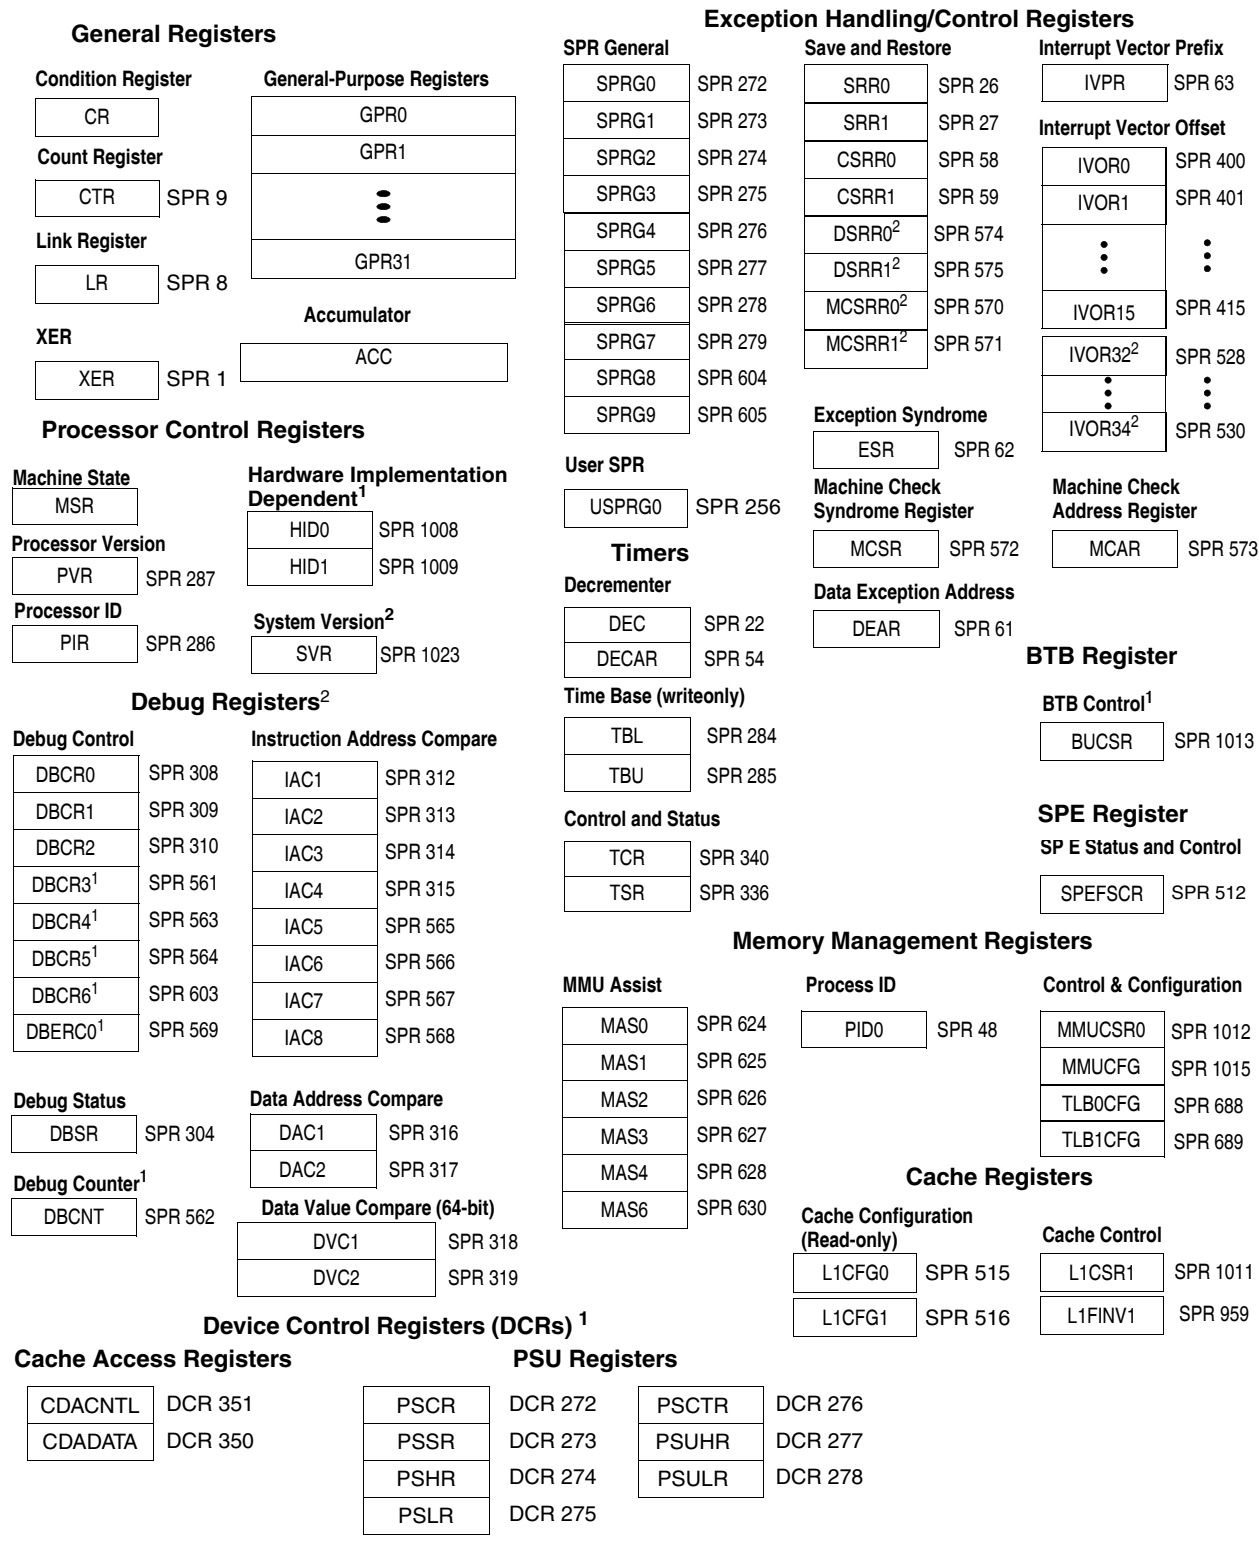 General Registers
Condition Register
CR
Count Register
CTR SPR 9
Link Register
LR SPR 8
XER
XER SPR 1
General-Purpose Registers
GPR0
GPR1
GPR31
Accumulator
ACC
Exception Handling/Control Registers
SPR General
SPRG0 SPR 272
SPRG1 SPR 273
SPRG2 SPR 274
SPRG3 SPR 275
SPRG4 SPR 276
SPRG5 SPR 277
SPRG6 SPR 278
SPRG7 SPR 279
SPRG8 SPR 604
SPRG9 SPR 605
User SPR
USPRG0 SPR 256
Save and Restore
SRR0 SPR 26
SRR1 SPR 27
CSRR0 SPR 58
CSRR1 SPR 59
DSRR0² SPR 574
DSRR1² SPR 575
MCSRR0² SPR 570
MCSRR1² SPR 571
Exception Syndrome
ESR SPR 62
Machine Check
Syndrome Register
MCSR SPR 572
Data Exception Address
DEAR SPR 61
Interrupt Vector Prefix
IVPR SPR 63
Interrupt Vector Offset
IVOR0 SPR 400
IVOR1 SPR 401
IVOR15 SPR 415
IVOR32² SPR 528
IVOR34² SPR 530
Machine Check
Address Register
MCAR SPR 573
Processor Control Registers
Machine State
MSR
Processor Version
PVR SPR 287
Processor ID
PIR SPR 286
Hardware Implementation
Dependent¹
HID0 SPR 1008
HID1 SPR 1009
System Version²
SVR SPR 1023
Timers
Decrementer
DEC SPR 22
DECAR SPR 54
Time Base (writeonly)
TBL SPR 284
TBU SPR 285
Control and Status
TCR SPR 340
TSR SPR 336
BTB Register
BTB Control¹
BUCSR SPR 1013
SPE Register
SP E Status and Control
SPEFSCR SPR 512
Debug Registers²
Debug Control
DBCR0 SPR 308
DBCR1 SPR 309
DBCR2 SPR 310
DBCR3¹ SPR 561
DBCR4¹ SPR 563
DBCR5¹ SPR 564
DBCR6¹ SPR 603
DBERC0¹ SPR 569
Debug Status
DBSR SPR 304
Debug Counter¹
DBCNT SPR 562
Instruction Address Compare
IAC1 SPR 312
IAC2 SPR 313
IAC3 SPR 314
IAC4 SPR 315
IAC5 SPR 565
IAC6 SPR 566
IAC7 SPR 567
IAC8 SPR 568
Data Address Compare
DAC1 SPR 316
DAC2 SPR 317
Data Value Compare (64-bit)
DVC1 SPR 318
DVC2 SPR 319
Memory Management Registers
MMU Assist
MAS0 SPR 624
MAS1 SPR 625
MAS2 SPR 626
MAS3 SPR 627
MAS4 SPR 628
MAS6 SPR 630
Process ID
PID0 SPR 48
Control & Configuration
MMUCSR0 SPR 1012
MMUCFG SPR 1015
TLB0CFG SPR 688
TLB1CFG SPR 689
Cache Registers
Cache Configuration
(Read-only)
L1CFG0 SPR 515
L1CFG1 SPR 516
Cache Control
L1CSR1 SPR 1011
L1FINV1 SPR 959
Device Control Registers (DCRs) ¹
Cache Access Registers
CDACNTL DCR 351
CDADATA DCR 350
PSU Registers
PSCR DCR 272
PSSR DCR 273
PSHR DCR 274
PSLR DCR 275
PSCTR DCR 276
PSUHR DCR 277
PSULR DCR 278